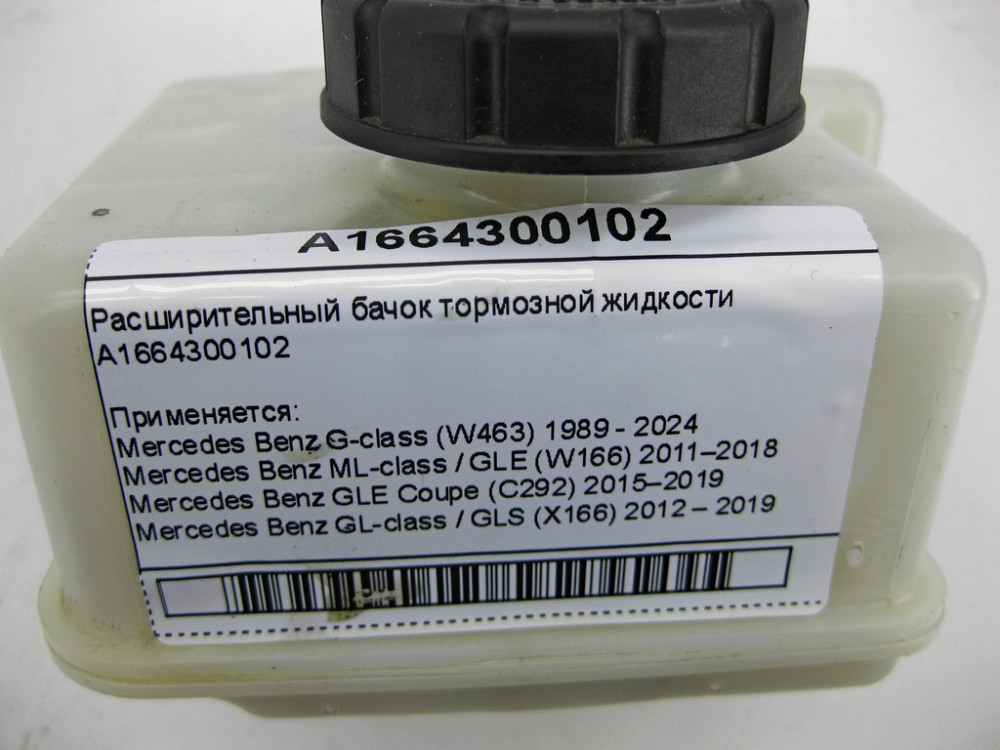 A1664300102
Расширительный бачок тормозной жидкости
A1664300102
Применяется:
Mercedes Benz G-class (W463) 1989 - 2024
Mercedes Benz ML-class / GLE (W166) 2011–2018
Mercedes Benz GLE Coupe (C292) 2015–2019
Mercedes Benz GL-class / GLS (X166) 2012 – 2019